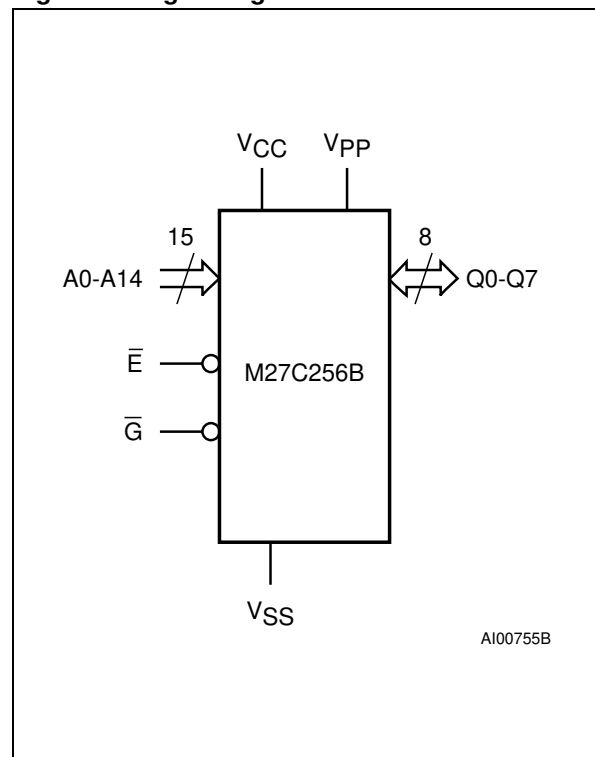 VCC VPP
15 8
A0-A14 Q0-Q7
E̅
M27C256B
G̅
VSS
AI00755B